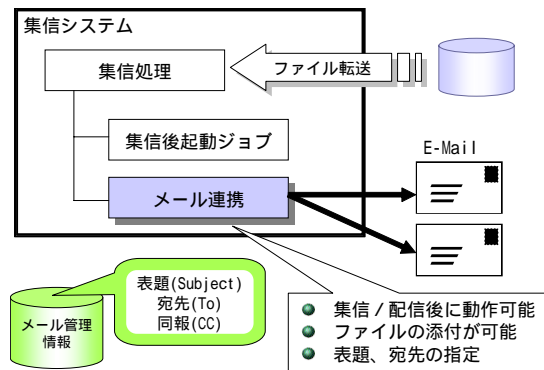 集信システム
集信処理
ファイル転送
集信後起動ジョブ
E-Mail
メール連携
表題(Subject)
宛先(To)
同報(CC)
メール管理
情報
集信/配信後に動作可能
ファイルの添付が可能
表題、宛先の指定